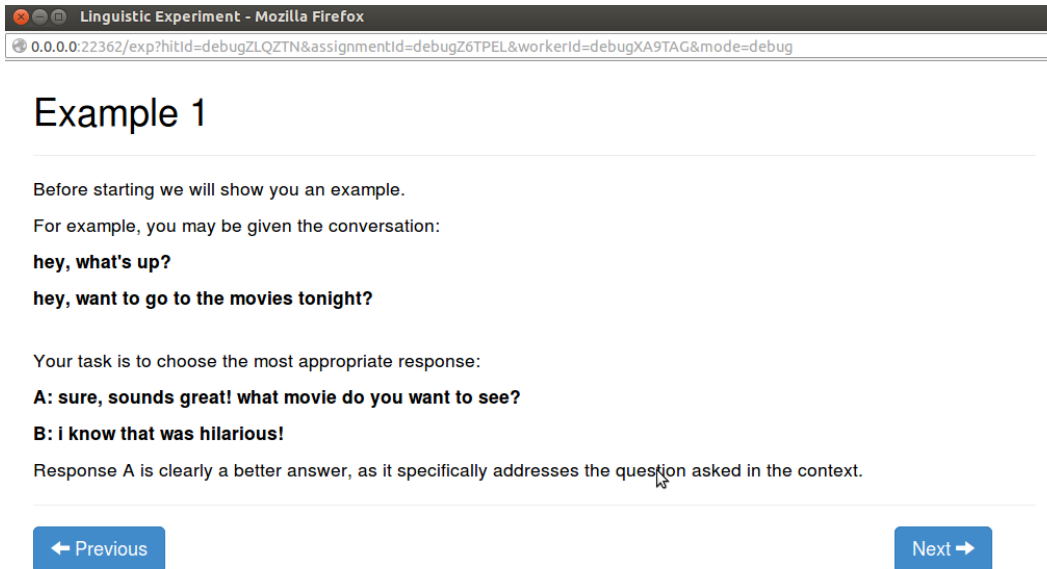 Linguistic Experiment - Mozilla Firefox
0.0.0.0:22362/exp?hitId=debugZLQZTN&assignmentId=debugZ6TPEL&workerId=debugXA9TAG&mode=debug
Example 1
Before starting we will show you an example.
For example, you may be given the conversation:
hey, what's up?
hey, want to go to the movies tonight?
Your task is to choose the most appropriate response:
A: sure, sounds great! what movie do you want to see?
B: i know that was hilarious!
Response A is clearly a better answer, as it specifically addresses the question asked in the context.
Previous
Next